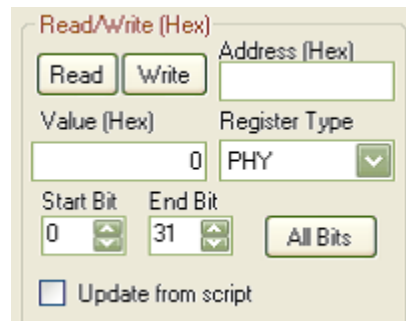 Read/Write (Hex)
Address (Hex)
Read Write
Value (Hex) Register Type
0 PHY
Start Bit End Bit
0 31 All Bits
Update from script